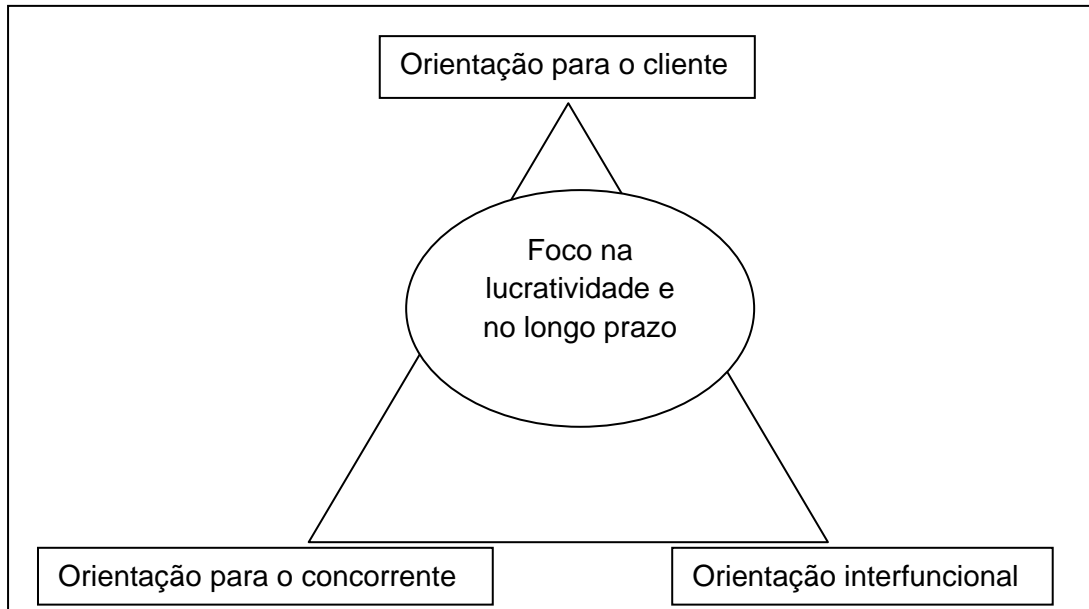 Orientação para o cliente
Foco na
lucratividade e
no longo prazo
Orientação para o concorrente
Orientação interfuncional